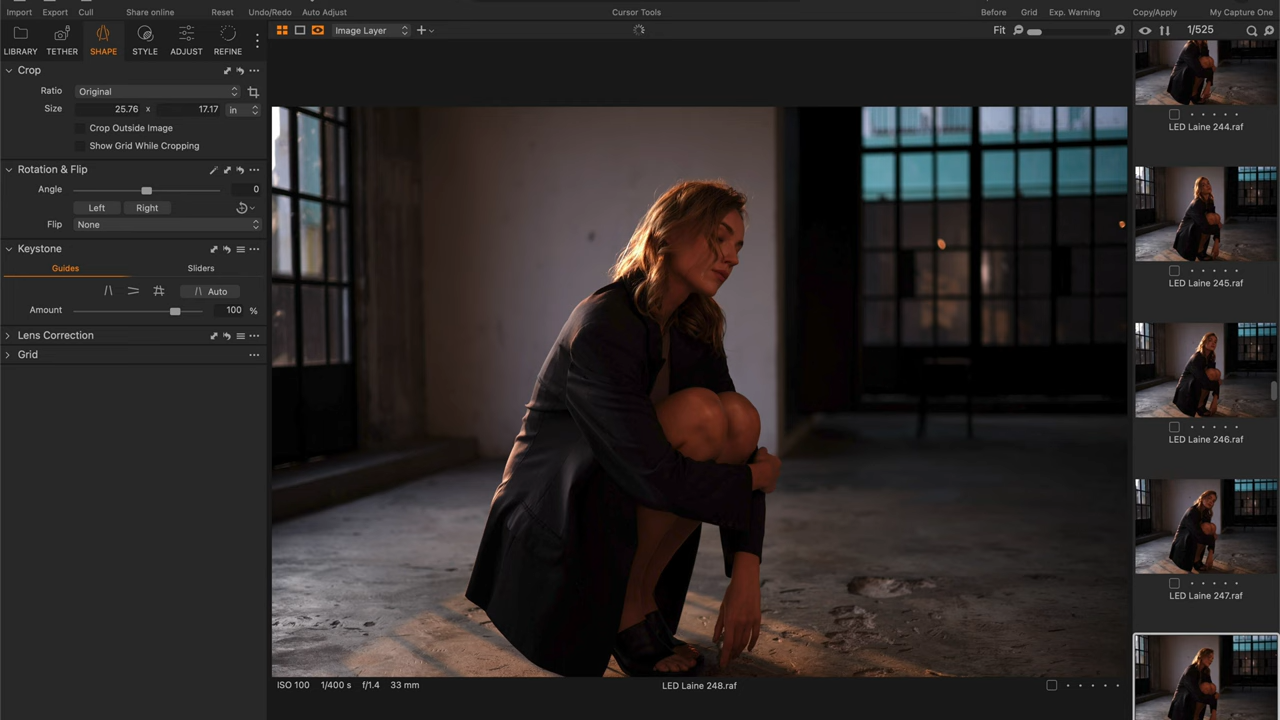 Import Export Cull Share online Reset Undo/Redo Auto Adjust Cursor Tools Before Grid Exp. Warning Copy/Apply My Capture One
LIBRARY TETHER SHAPE STYLE ADJUST REFINE
Image Layer
Fit
1/525
Crop
Ratio Original
Size 25.76 x 17.17 in
Crop Outside Image
Show Grid While Cropping
Rotation & Flip
Angle 0
Left Right
Flip None
Keystone
Guides Sliders
Auto
Amount 100 %
Lens Correction
Grid
ISO 100 1/400 s f/1.4 33 mm
LED Laine 248.raf
LED Laine 244.raf
LED Laine 245.raf
LED Laine 246.raf
LED Laine 247.raf